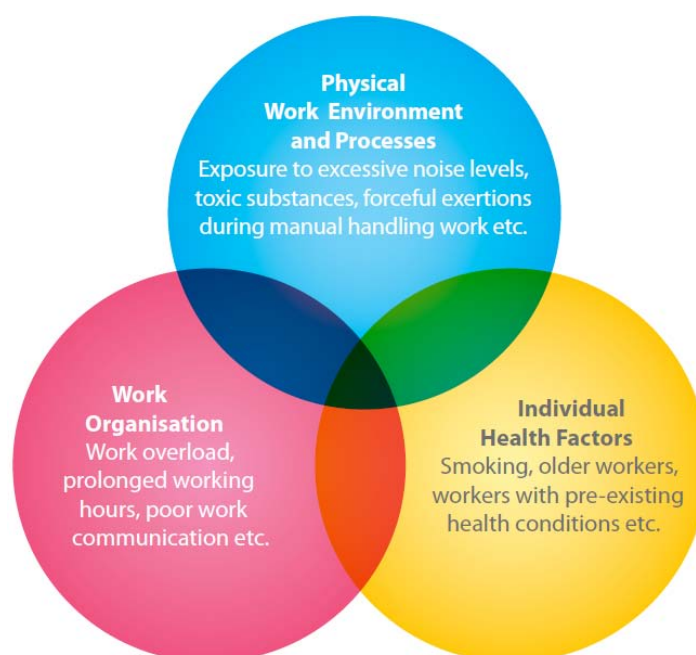 Physical
Work Environment
and Processes
Exposure to excessive noise levels,
toxic substances, forceful exertions
during manual handling work etc.
Work
Organisation
Work overload,
prolonged working
hours, poor work
communication etc.
Individual
Health Factors
Smoking, older workers,
workers with pre-existing
health conditions etc.